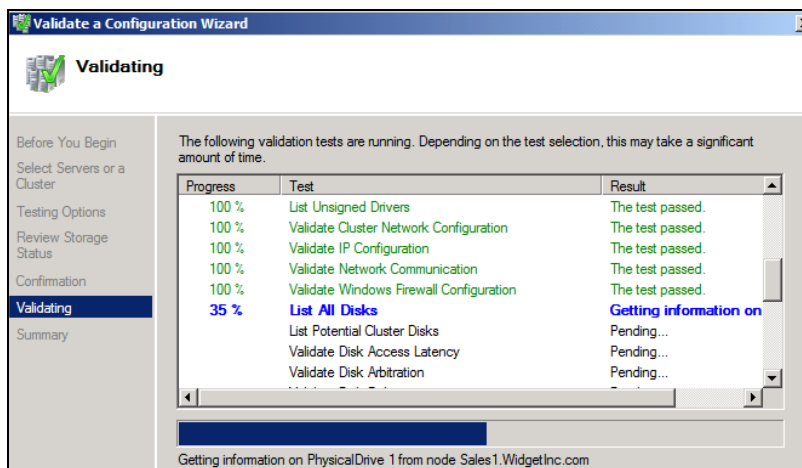 Validate a Configuration Wizard
Validating
Before You Begin
Select Servers or a
Cluster
Testing Options
Review Storage
Status
Confirmation
Validating
Summary
The following validation tests are running. Depending on the test selection, this may take a significant
amount of time.
Progress Test Result
100 % List Unsigned Drivers The test passed.
100 % Validate Cluster Network Configuration The test passed.
100 % Validate IP Configuration The test passed.
100 % Validate Network Communication The test passed.
100 % Validate Windows Firewall Configuration The test passed.
35 % List All Disks Getting information on
List Potential Cluster Disks Pending...
Validate Disk Access Latency Pending...
Validate Disk Arbitration Pending...
Getting information on PhysicalDrive 1 from node Sales1.WidgetInc.com